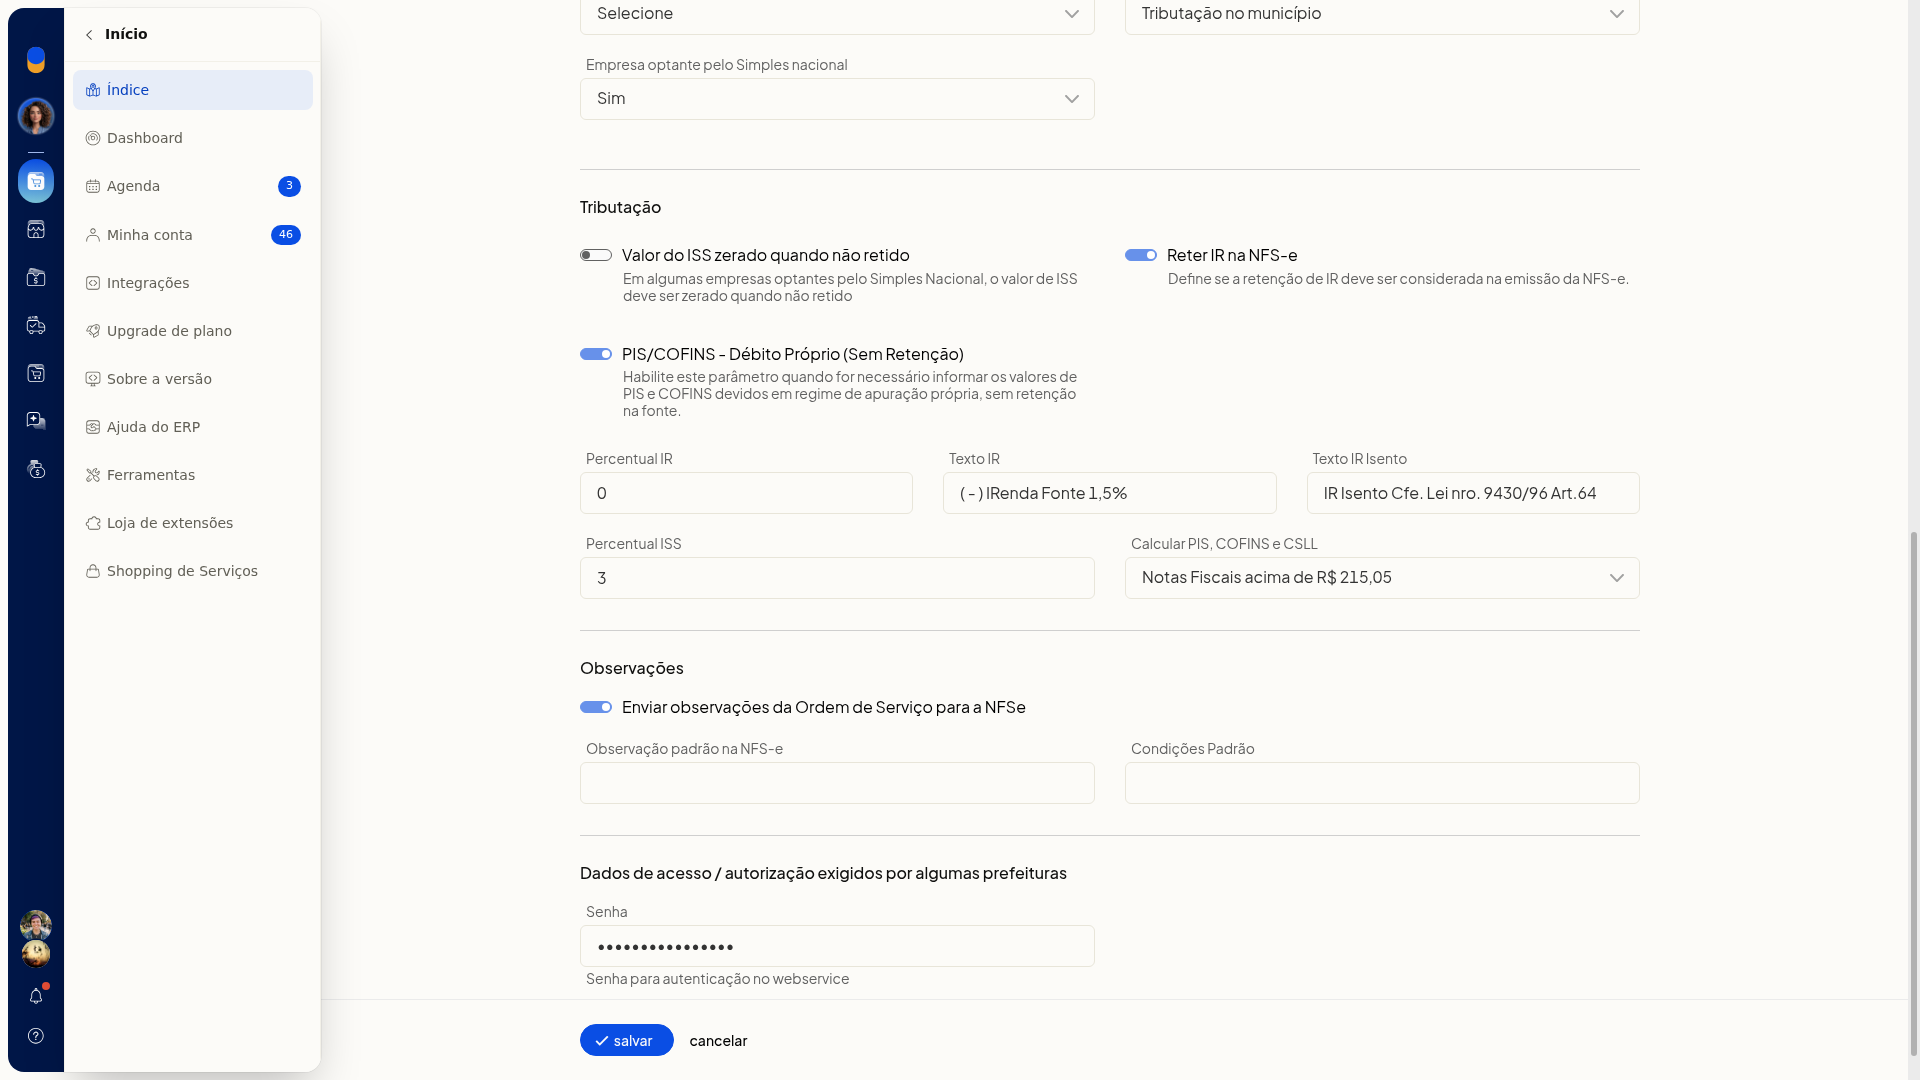 Início
Índice
Dashboard
Agenda
3
Minha conta
46
Integrações
Upgrade de plano
Sobre a versão
Ajuda do ERP
Ferramentas
Loja de extensões
Shopping de Serviços
Selecione
Tributação no município
Empresa optante pelo Simples nacional
Sim
Tributação
Valor do ISS zerado quando não retido
Em algumas empresas optantes pelo Simples Nacional, o valor de ISS
deve ser zerado quando não retido
Reter IR na NFS-e
Define se a retenção de IR deve ser considerada na emissão da NFS-e.
PIS/COFINS - Débito Próprio (Sem Retenção)
Habilite este parâmetro quando for necessário informar os valores de
PIS e COFINS devidos em regime de apuração própria, sem retenção
na fonte.
Percentual IR
0
Texto IR
( - ) IRenda Fonte 1,5%
Texto IR Isento
IR Isento Cfe. Lei nro. 9430/96 Art.64
Percentual ISS
3
Calcular PIS, COFINS e CSLL
Notas Fiscais acima de R$ 215,05
Observações
Enviar observações da Ordem de Serviço para a NFSe
Observação padrão na NFS-e
Condições Padrão
Dados de acesso / autorização exigidos por algumas prefeituras
Senha
••••••••••••••••
Senha para autenticação no webservice
salvar
cancelar